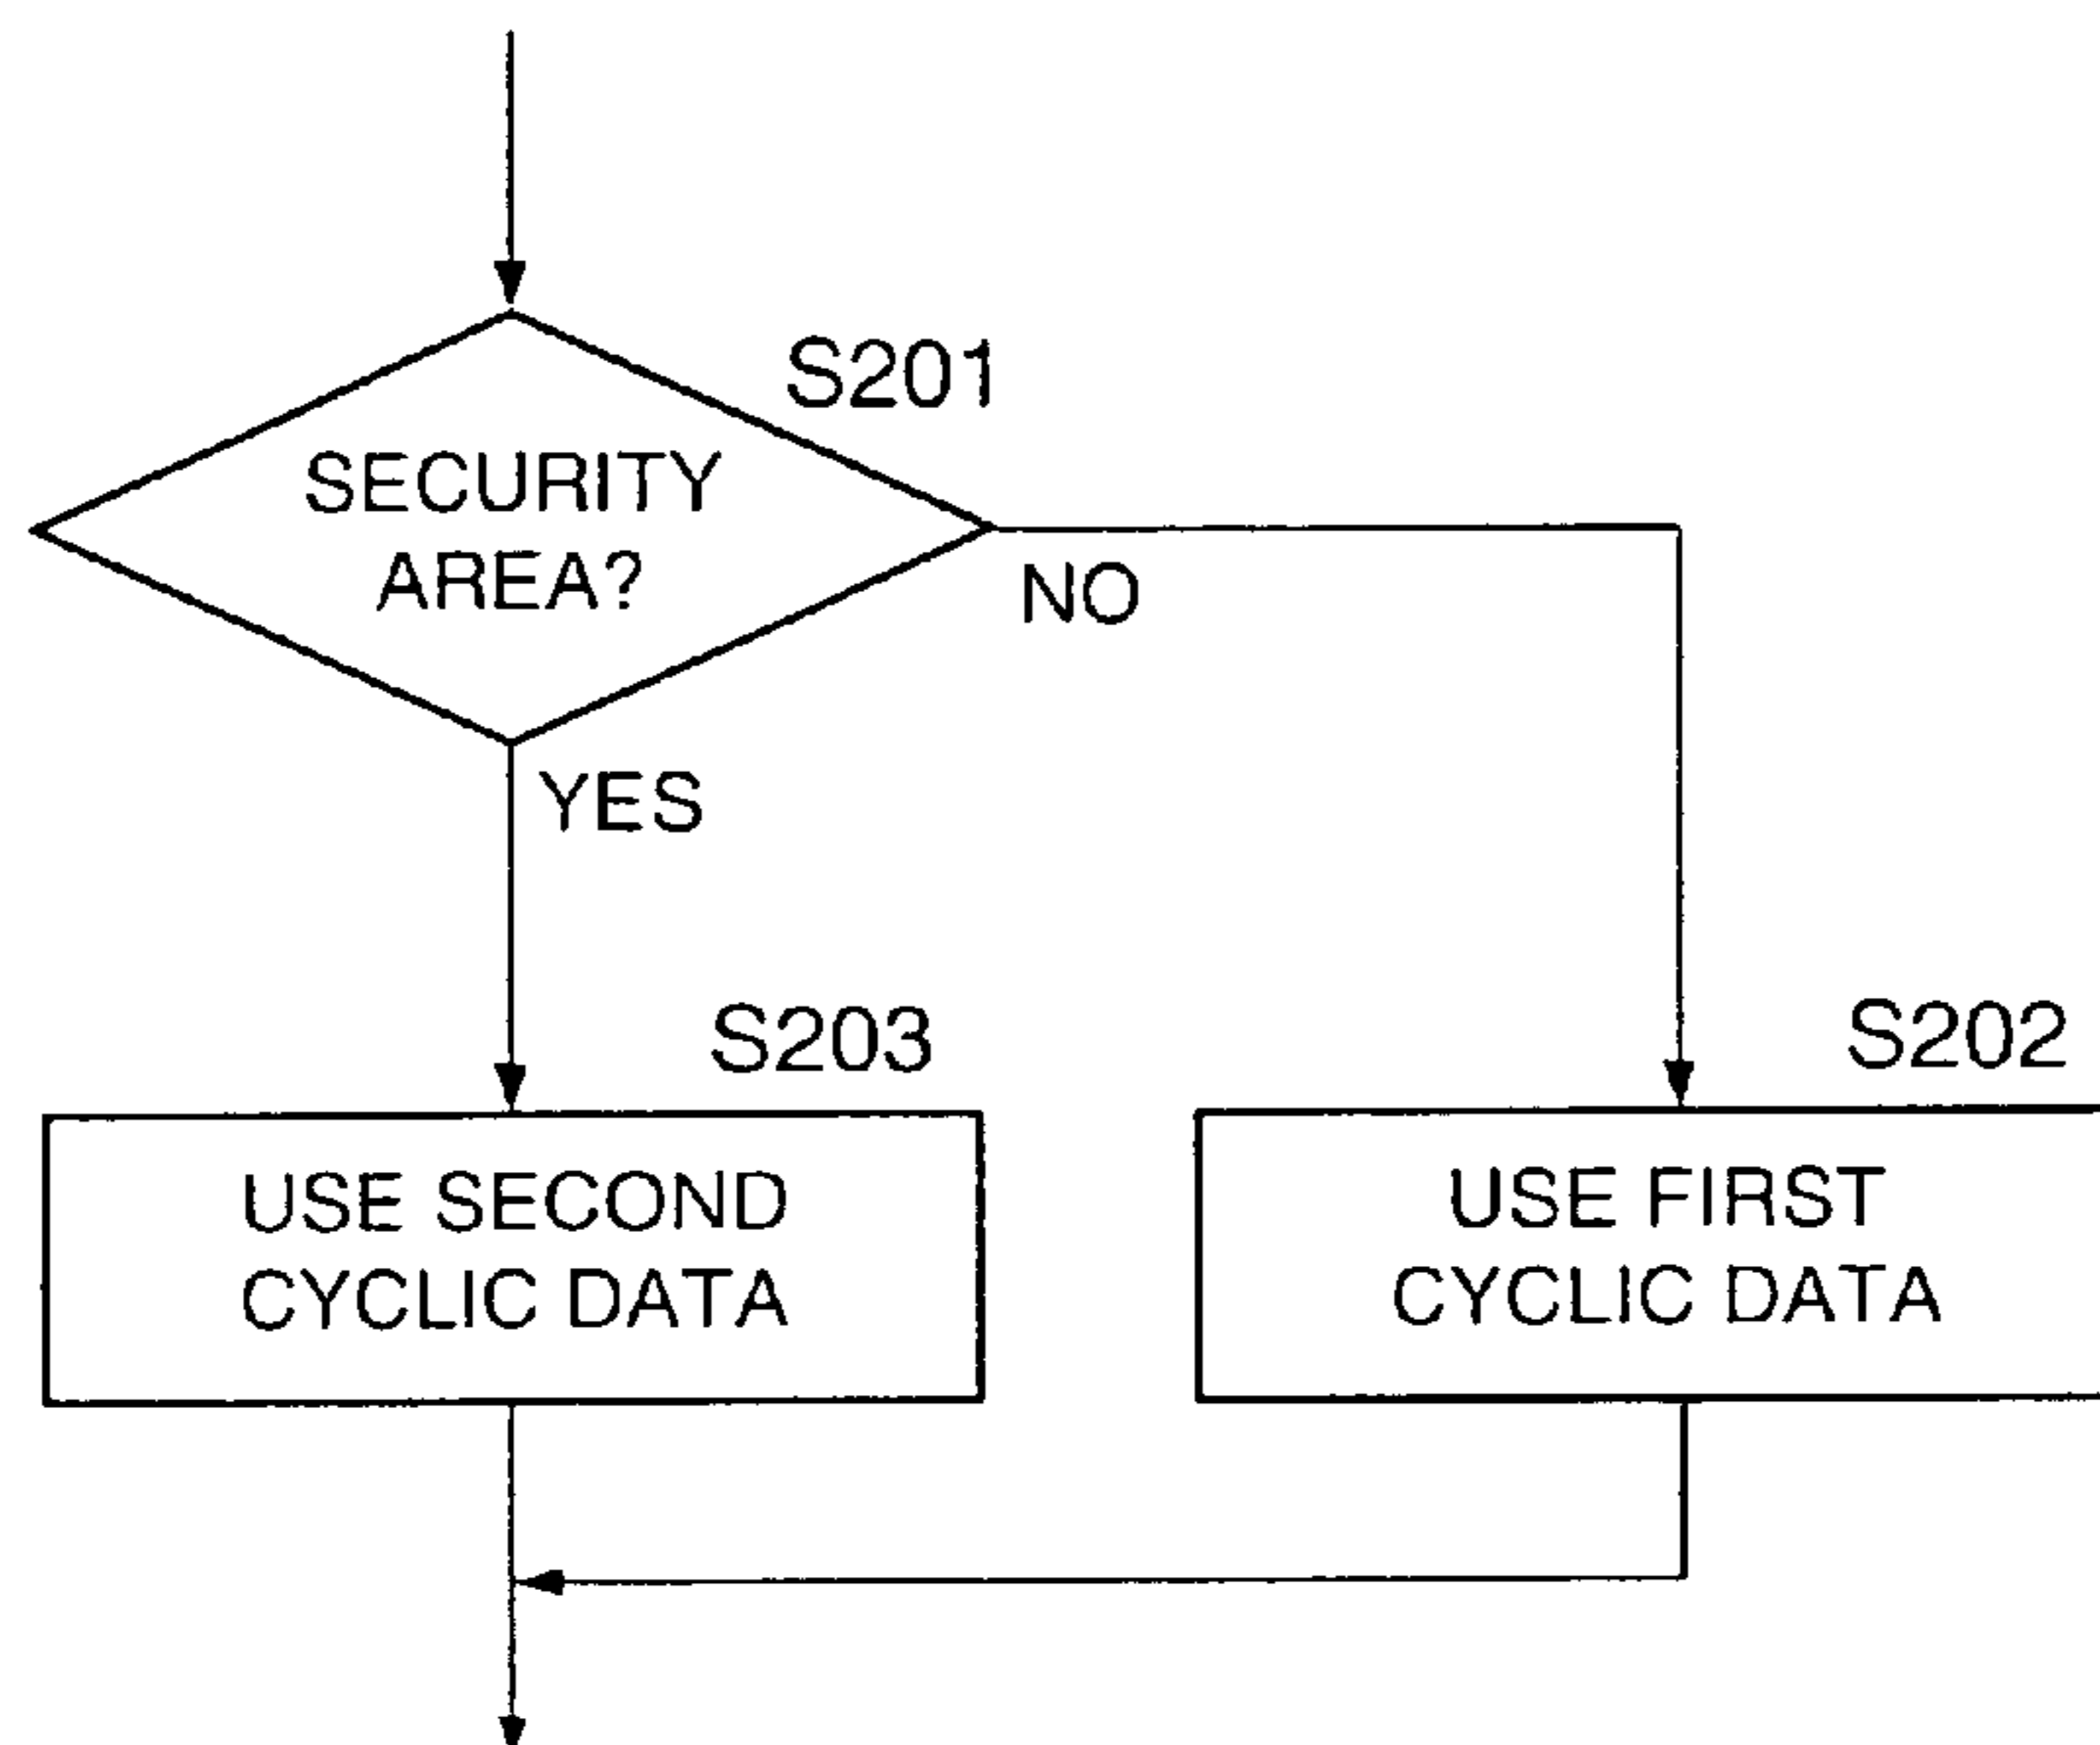 S201
SECURITY
AREA?
NO
YES
S203
S202
USE SECOND
CYCLIC DATA
USE FIRST
CYCLIC DATA